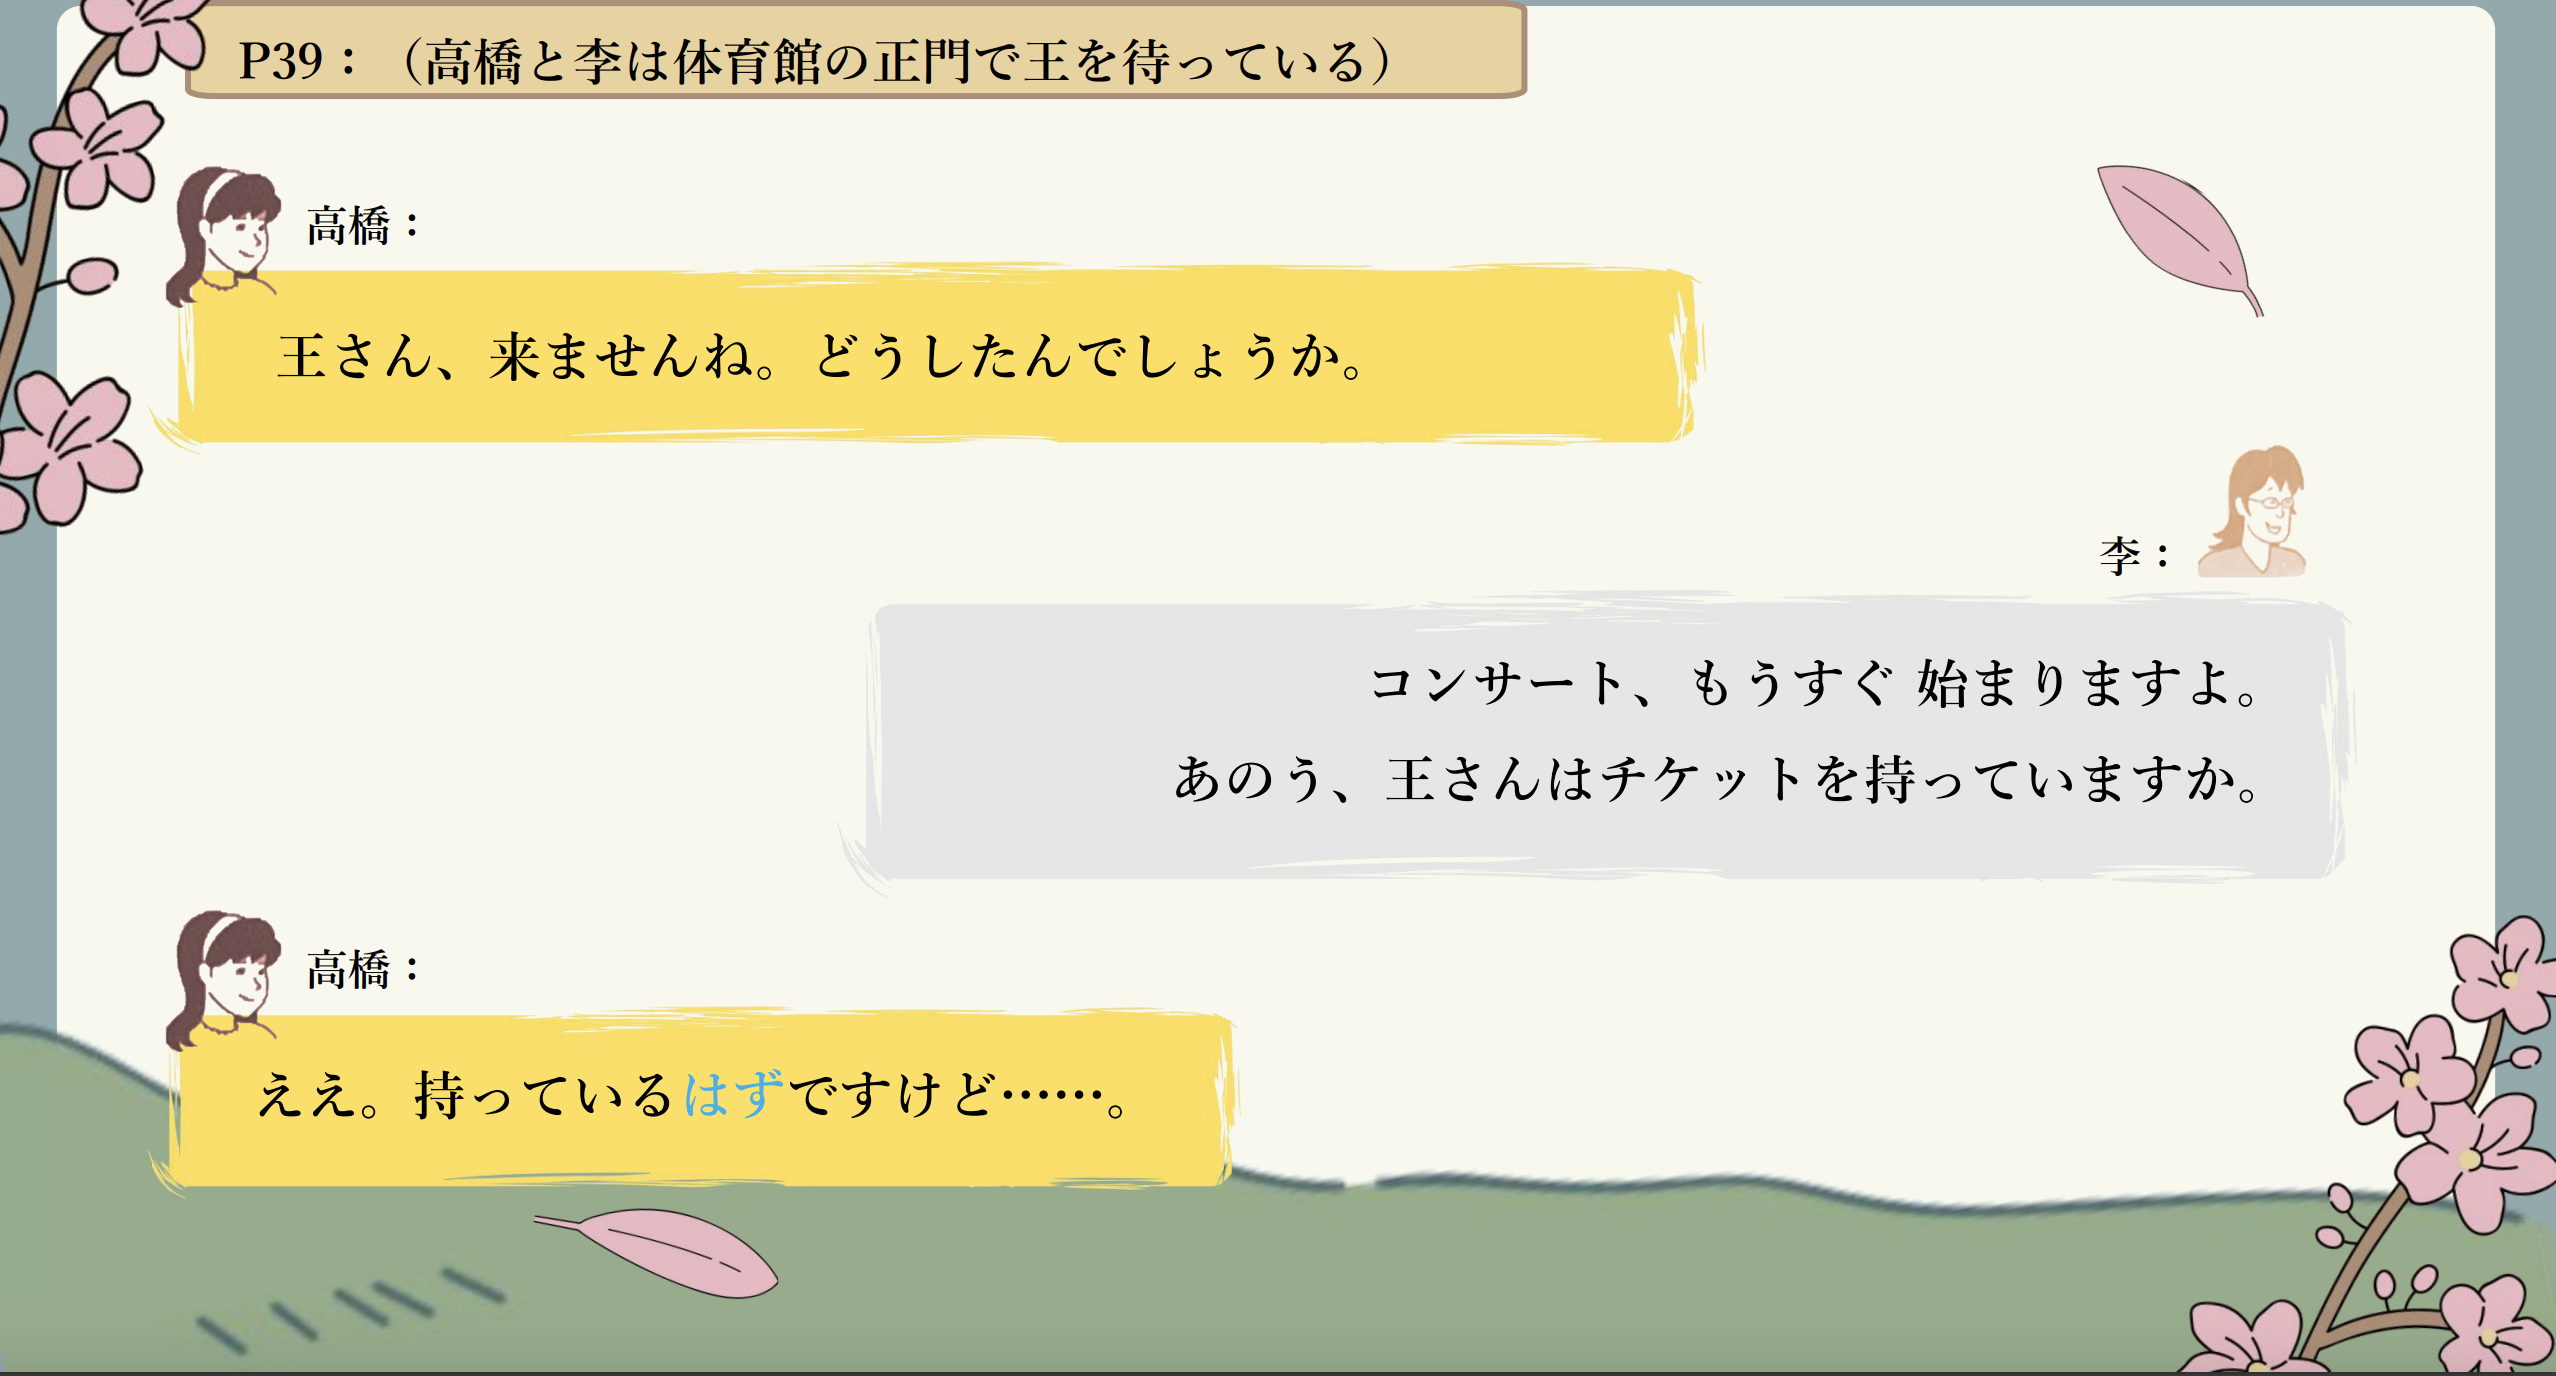 P39：（高橋と李は体育館の正門で王を待っている）
高橋：
王さん、来ませんね。どうしたんでしょうか。
李：
コンサート、もうすぐ 始まりますよ。
あのう、王さんはチケットを持っていますか。
高橋：
ええ。持っているはずですけど……。